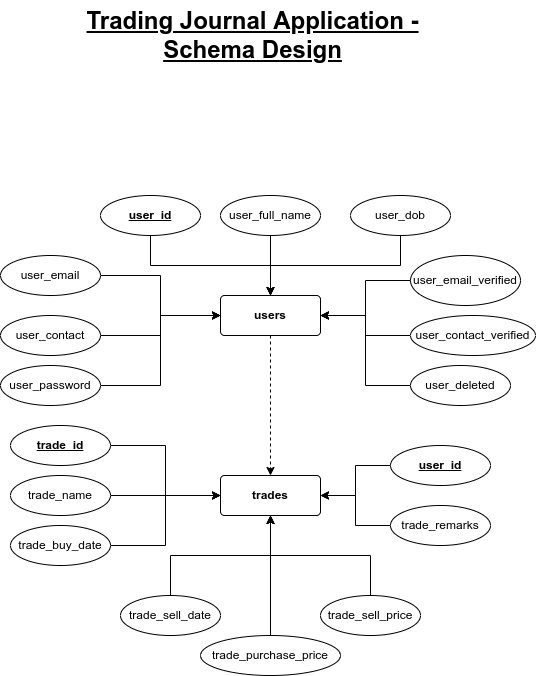 Trading Journal Application -
Schema Design
user_id
user_full_name
user_dob
user_email
user_email_verified
users
user_contact
user_contact_verified
user_password
user_deleted
trade_id
user_id
trade_name
trades
trade_remarks
trade_buy_date
trade_sell_date
trade_sell_price
trade_purchase_price